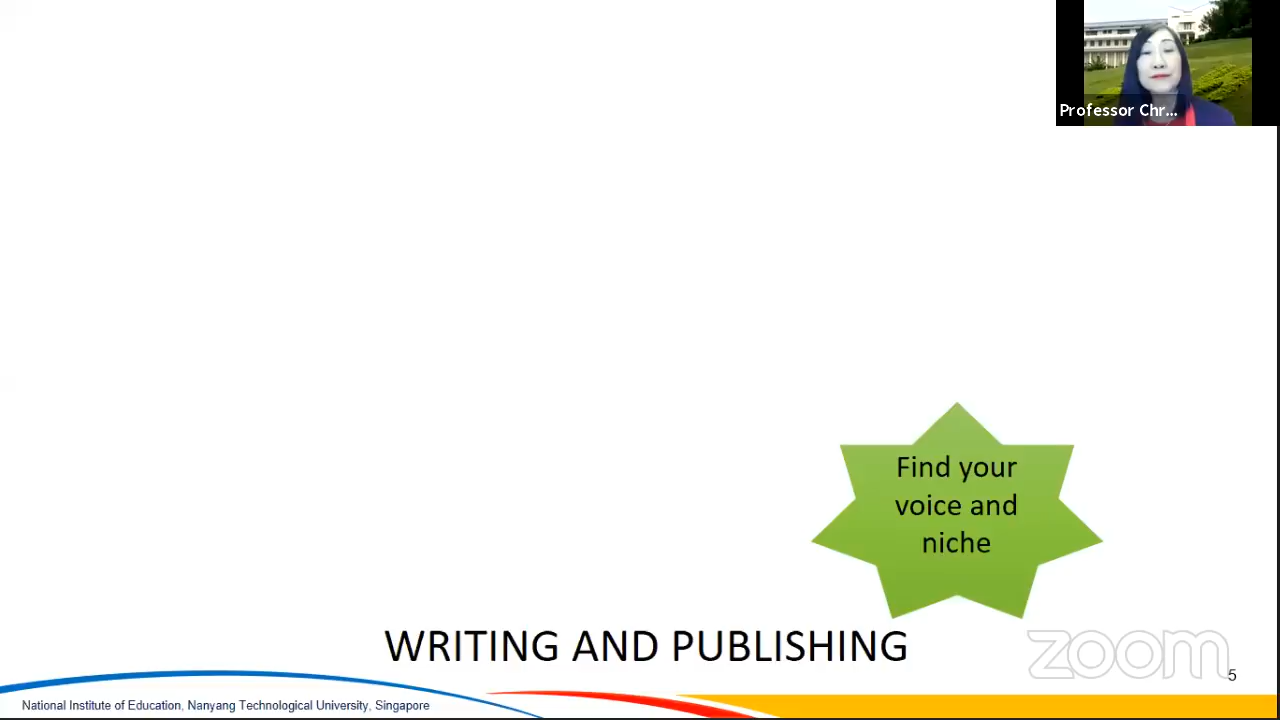 Professor Chr...
Find your
voice and
niche
WRITING AND PUBLISHING
zoom
5
National Institute of Education, Nanyang Technological University, Singapore